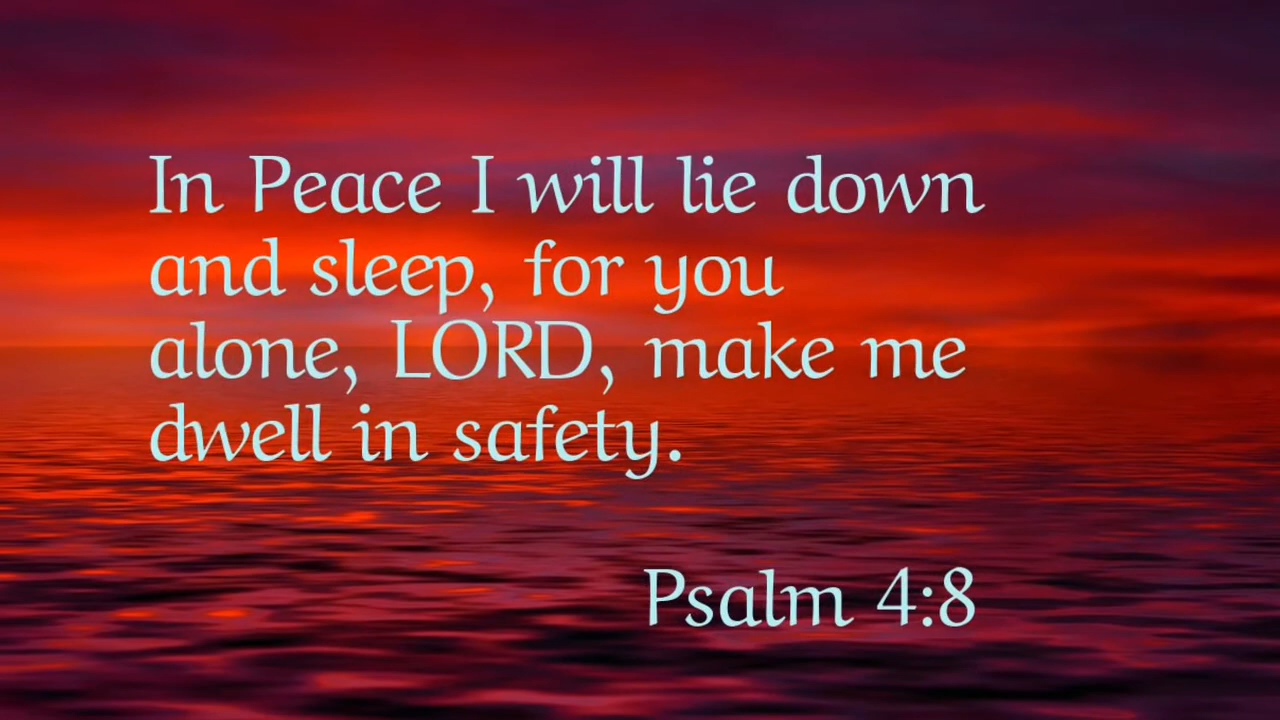 In Peace I will lie down
and sleep, for you
alone, LORD, make me
dwell in safety.
Psalm 4:8